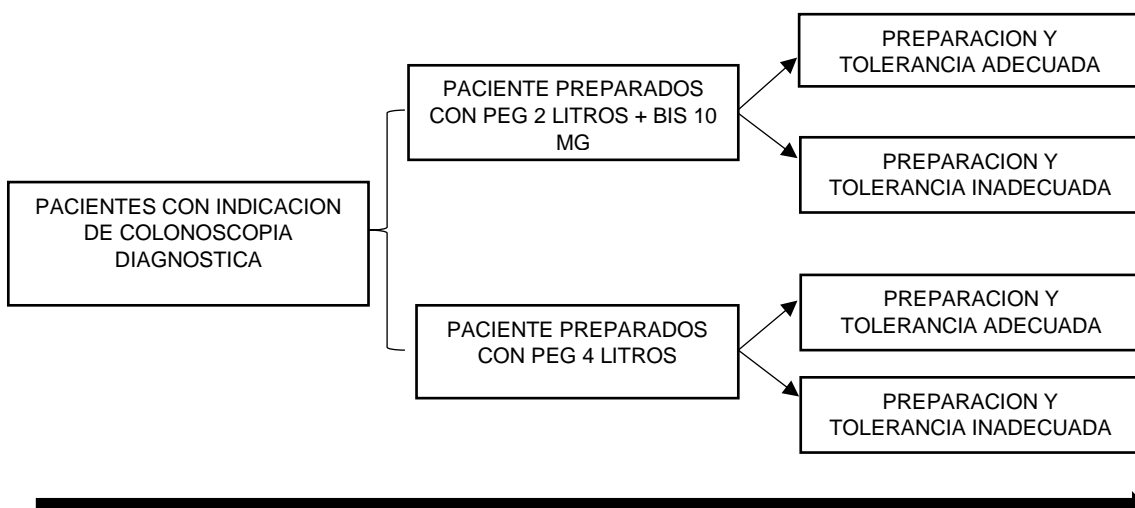 PACIENTES CON INDICACION
DE COLONOSCOPIA
DIAGNOSTICA
PACIENTE PREPARADOS
CON PEG 2 LITROS + BIS 10
MG
PREPARACION Y
TOLERANCIA ADECUADA
PREPARACION Y
TOLERANCIA INADECUADA
PACIENTE PREPARADOS
CON PEG 4 LITROS
PREPARACION Y
TOLERANCIA ADECUADA
PREPARACION Y
TOLERANCIA INADECUADA